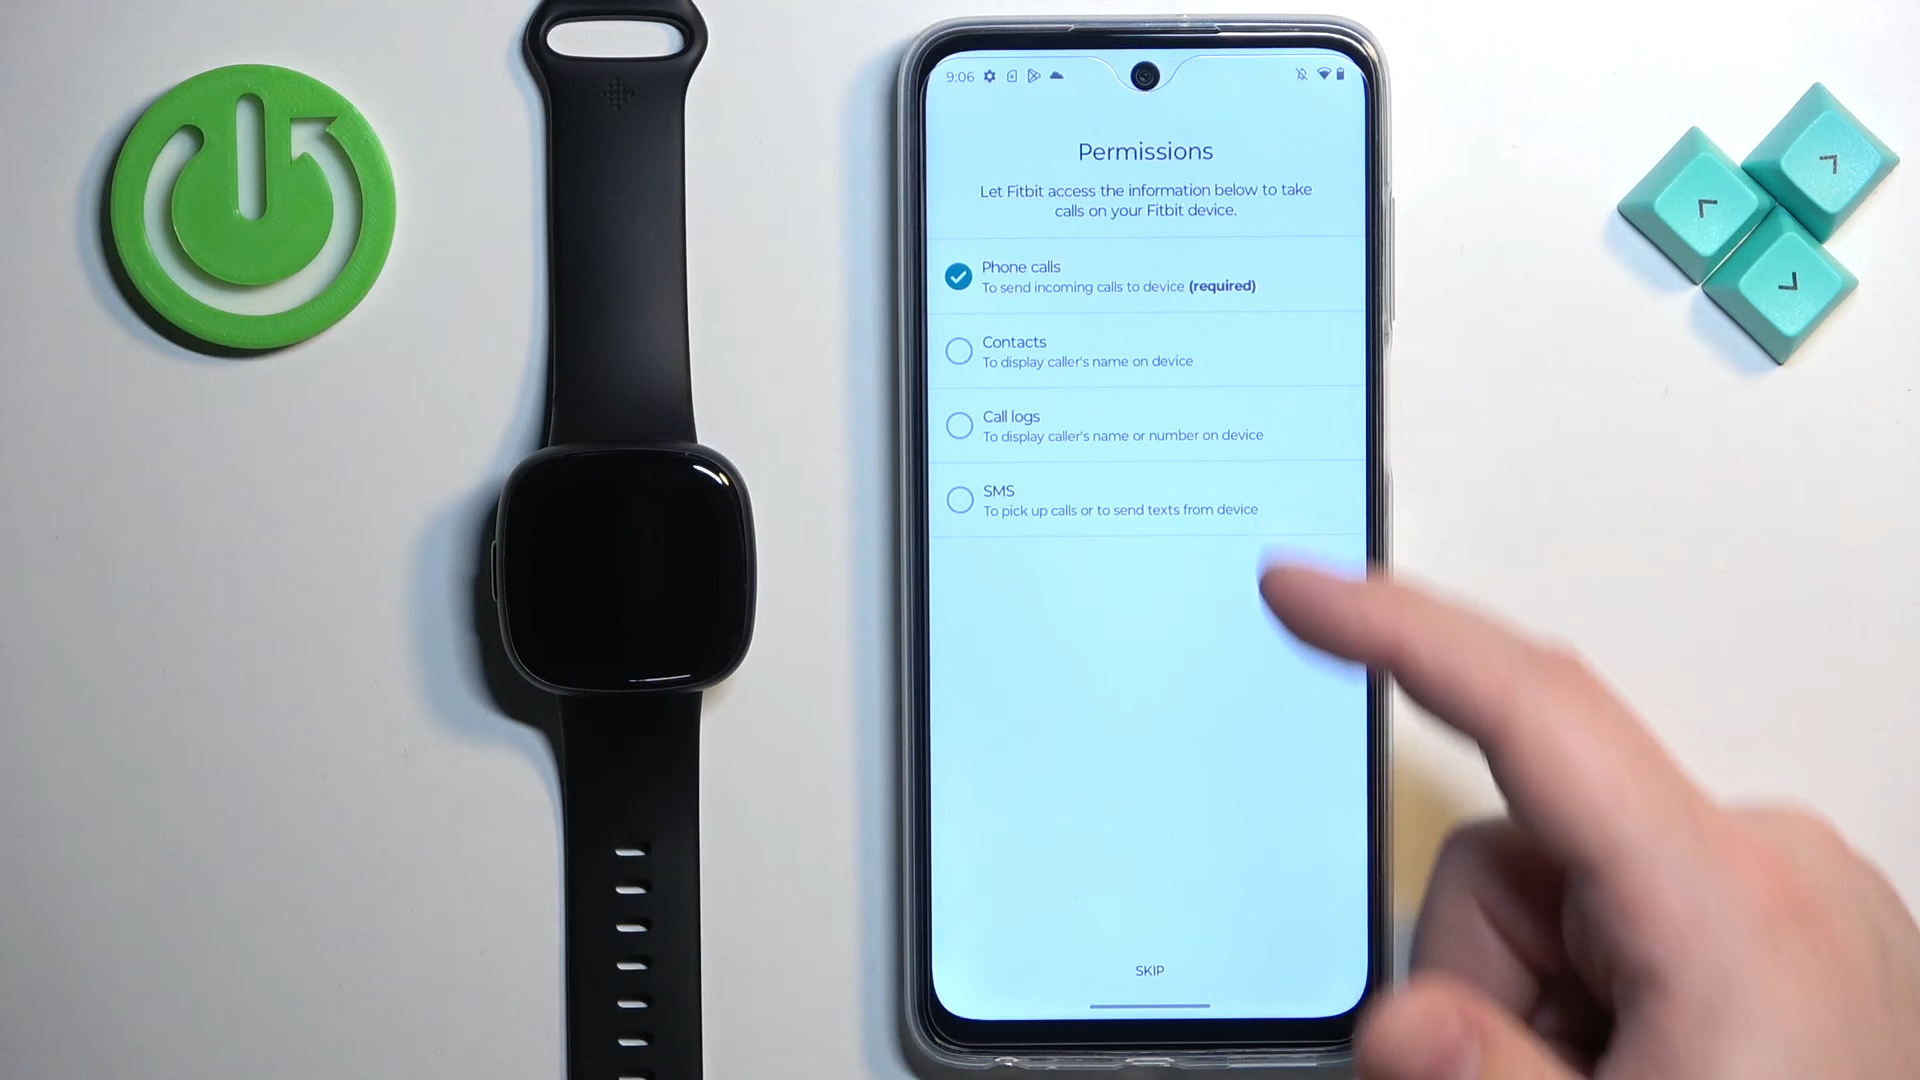 9:06
Permissions
Let Fitbit access the information below to take
calls on your Fitbit device.
Phone calls
To send incoming calls to device (required)
Contacts
To display caller's name on device
Call logs
To display caller's name or number on device
SMS
To pick up calls or to send texts from device
SKIP